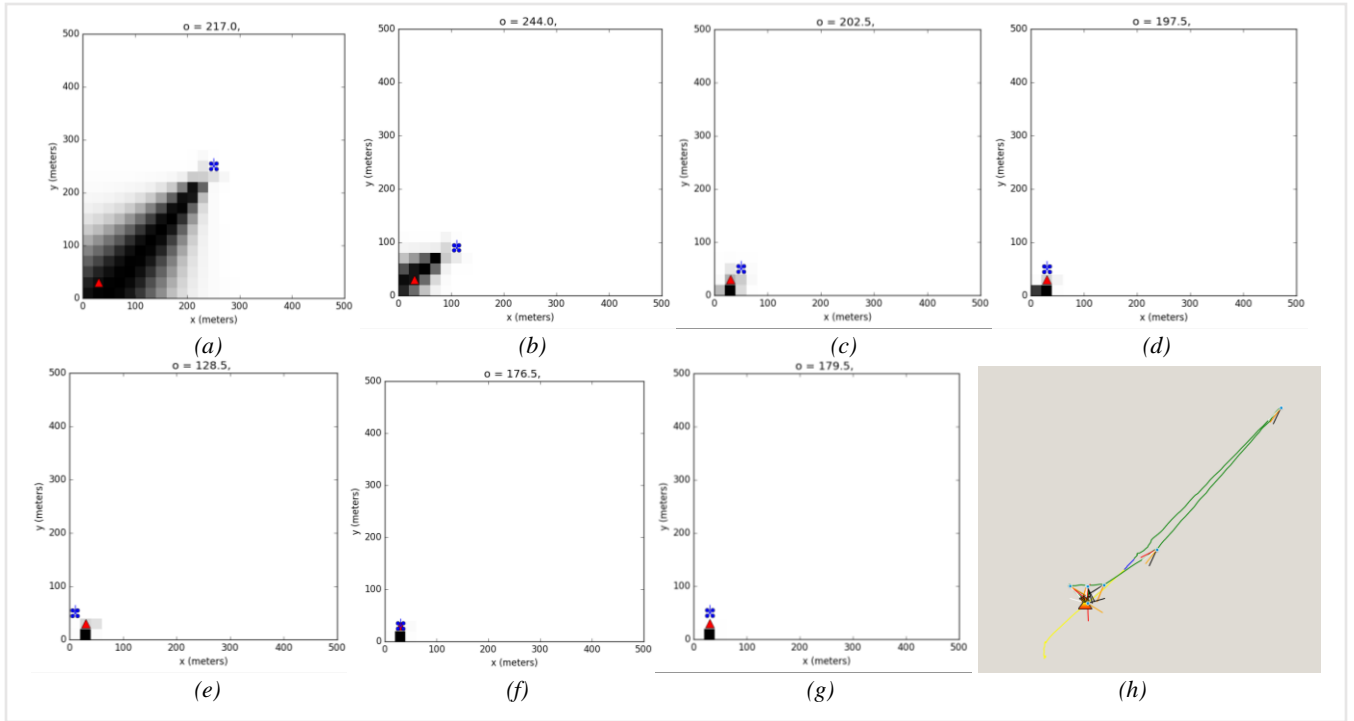 o = 217.0,
o = 244.0,
o = 202.5,
o = 197.5,
500
400
300
200
100
0
y (meters)
0 100 200 300 400 500
x (meters)
500
400
300
200
100
0
y (meters)
0 100 200 300 400 500
x (meters)
500
400
300
200
100
0
y (meters)
0 100 200 300 400 500
x (meters)
500
400
300
200
100
0
y (meters)
0 100 200 300 400 500
x (meters)
(a)
(b)
(c)
(d)
o = 128.5,
o = 176.5,
o = 179.5,
500
400
300
200
100
0
y (meters)
0 100 200 300 400 500
x (meters)
500
400
300
200
100
0
y (meters)
0 100 200 300 400 500
x (meters)
500
400
300
200
100
0
y (meters)
0 100 200 300 400 500
x (meters)
(e)
(f)
(g)
(h)